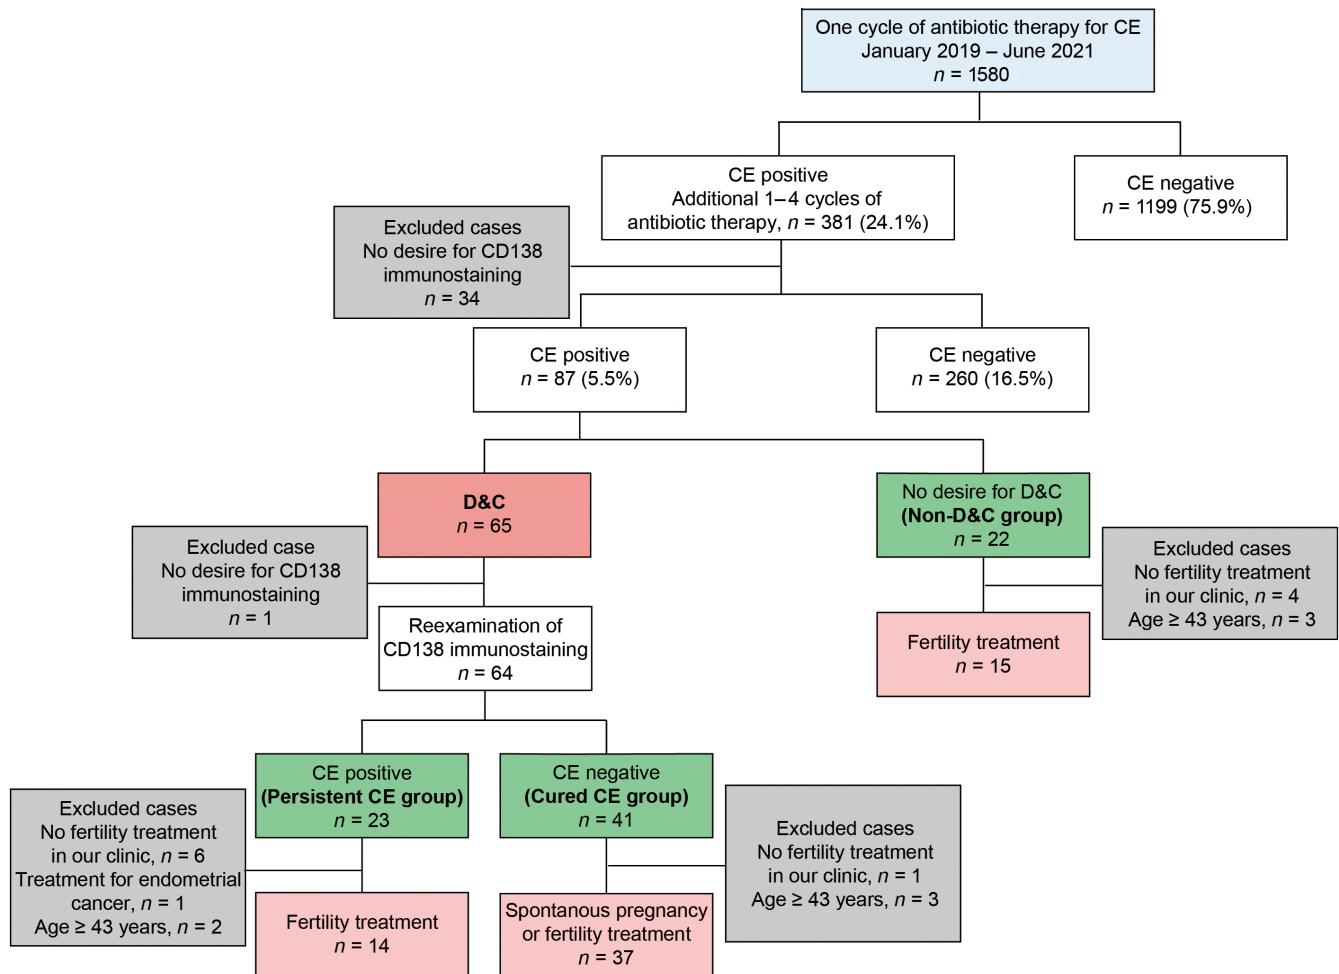 One cycle of antibiotic therapy for CE
January 2019 – June 2021
n = 1580
CE positive
Additional 1–4 cycles of
antibiotic therapy, n = 381 (24.1%)
CE negative
n = 1199 (75.9%)
Excluded cases
No desire for CD138
immunostaining
n = 34
CE positive
n = 87 (5.5%)
CE negative
n = 260 (16.5%)
D&C
n = 65
No desire for D&C
(Non-D&C group)
n = 22
Excluded case
No desire for CD138
immunostaining
n = 1
Excluded cases
No fertility treatment
in our clinic, n = 4
Age ≥ 43 years, n = 3
Reexamination of
CD138 immunostaining
n = 64
Fertility treatment
n = 15
CE positive
(Persistent CE group)
n = 23
CE negative
(Cured CE group)
n = 41
Excluded cases
No fertility treatment
in our clinic, n = 6
Treatment for endometrial
cancer, n = 1
Age ≥ 43 years, n = 2
Excluded cases
No fertility treatment
in our clinic, n = 1
Age ≥ 43 years, n = 3
Fertility treatment
n = 14
Spontanous pregnancy
or fertility treatment
n = 37